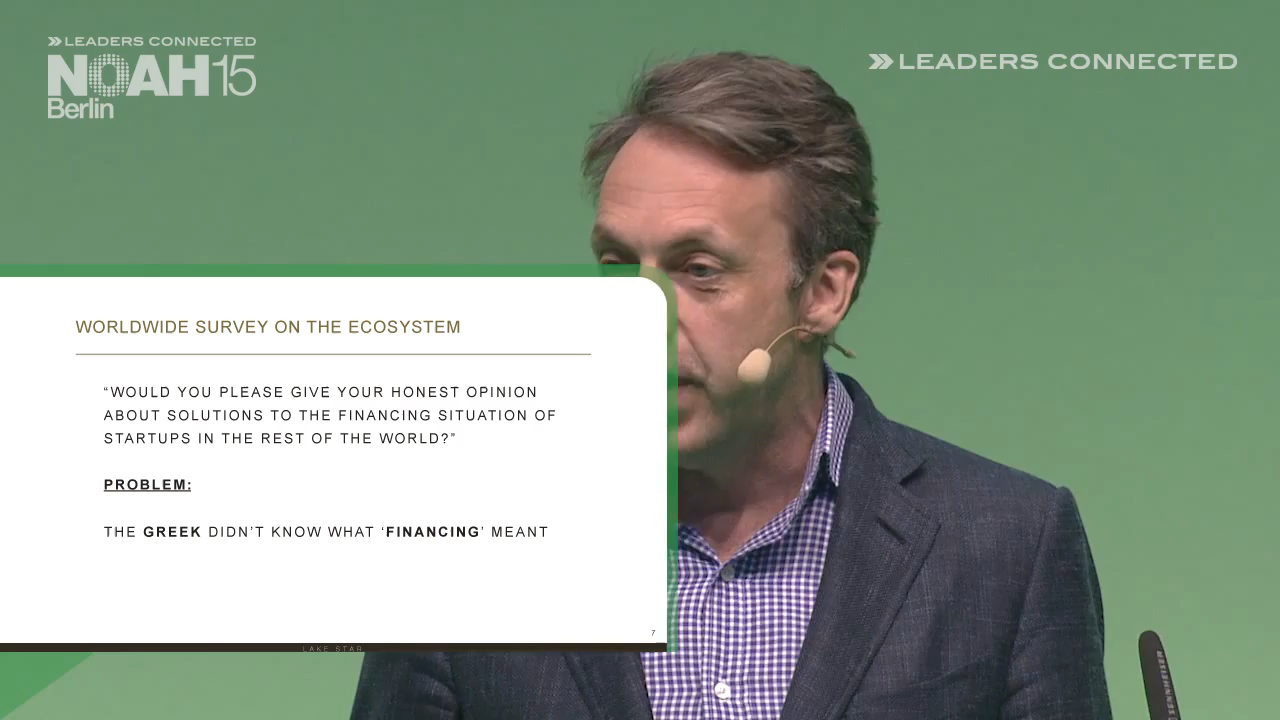 LEADERS CONNECTED
NOAH15
Berlin
LEADERS CONNECTED
WORLDWIDE SURVEY ON THE ECOSYSTEM
“WOULD YOU PLEASE GIVE YOUR HONEST OPINION
ABOUT SOLUTIONS TO THE FINANCING SITUATION OF
STARTUPS IN THE REST OF THE WORLD?”
PROBLEM:
THE GREEK DIDN’T KNOW WHAT ‘FINANCING’ MEANT
7
LAKE STAR
SENNHEISER